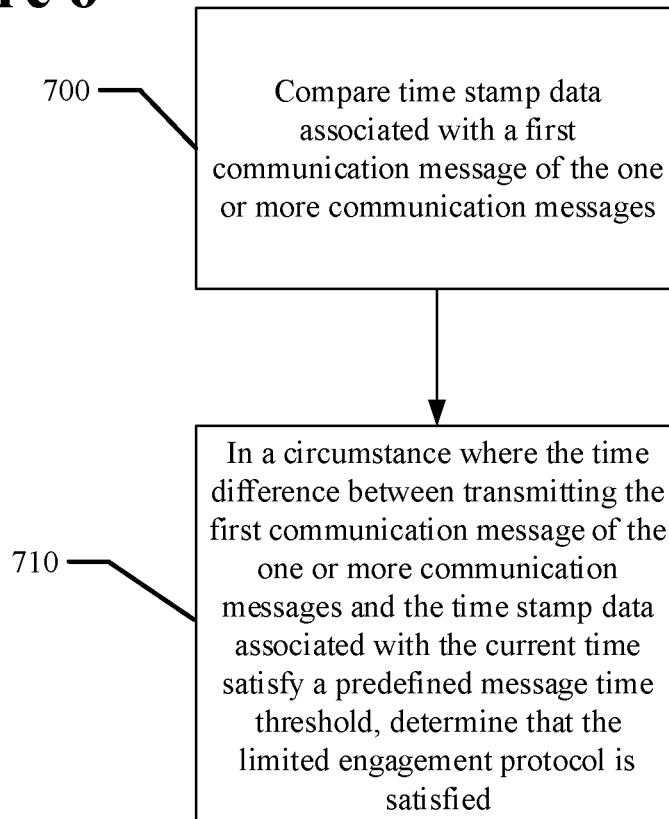 700
Compare time stamp data
associated with a first
communication message of the one
or more communication messages
710
In a circumstance where the time
difference between transmitting the
first communication message of the
one or more communication
messages and the time stamp data
associated with the current time
satisfy a predefined message time
threshold, determine that the
limited engagement protocol is
satisfied